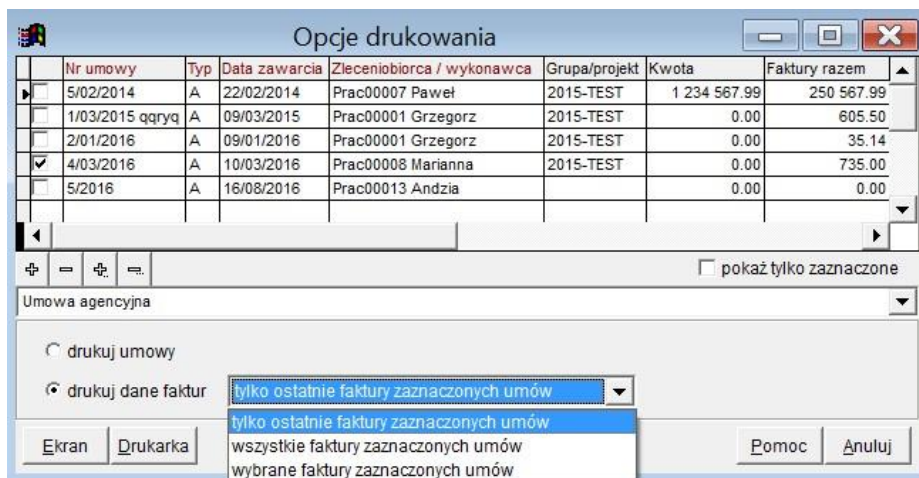 Opcje drukowania
Nr umowy Typ Data zawarcia Zleceniobiorca / wykonawca Grupa/projekt Kwota Faktury razem
5/02/2014 A 22/02/2014 Prac00007 Paweł 2015-TEST 1 234 567.99 250 567.99
1/03/2015 qqryq A 09/03/2015 Prac00001 Grzegorz 2015-TEST 0.00 605.50
2/01/2016 A 09/01/2016 Prac00001 Grzegorz 2015-TEST 0.00 35.14
4/03/2016 A 10/03/2016 Prac00008 Marianna 2015-TEST 0.00 735.00
5/2016 A 16/08/2016 Prac00013 Andzia 0.00 0.00
pokaż tylko zaznaczone
Umowa agencyjna
drukuj umowy
drukuj dane faktur tylko ostatnie faktury zaznaczonych umów
tylko ostatnie faktury zaznaczonych umów
wszystkie faktury zaznaczonych umów
wybrane faktury zaznaczonych umów
Ekran Drukarka Pomoc Anuluj